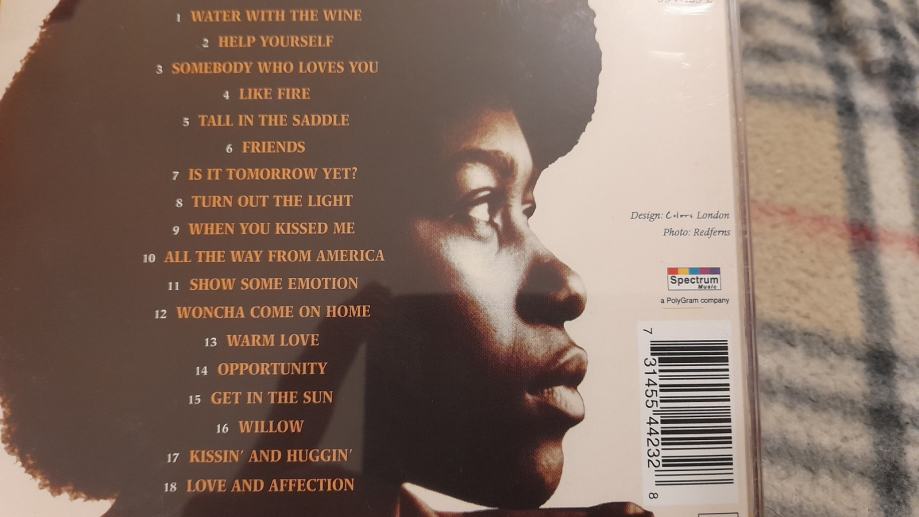 1 WATER WITH THE WINE
2 HELP YOURSELF
3 SOMEBODY WHO LOVES YOU
4 LIKE FIRE
5 TALL IN THE SADDLE
6 FRIENDS
7 IS IT TOMORROW YET?
8 TURN OUT THE LIGHT
9 WHEN YOU KISSED ME
10 ALL THE WAY FROM AMERICA
11 SHOW SOME EMOTION
12 WONCHA COME ON HOME
13 WARM LOVE
14 OPPORTUNITY
15 GET IN THE SUN
16 WILLOW
17 KISSIN' AND HUGGIN'
18 LOVE AND AFFECTION
Design: London
Photo: Redferns
Spectrum
Music
a PolyGram company
7 31455 44232 8